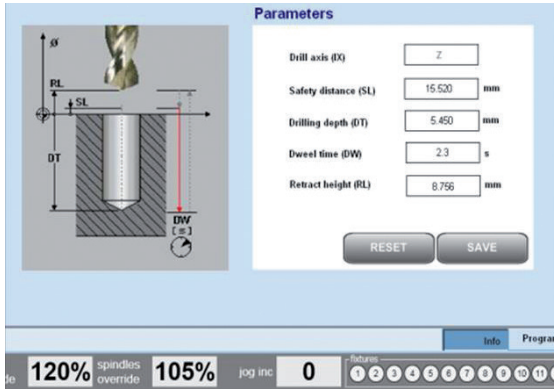 Parameters
Ø
RL
SL
DT
DW
[s]
Drill axis (IX) Z
Safety distance (SL) 15.520 mm
Drilling depth (DT) 5.450 mm
Dweel time (DW) 2.3 s
Retract height (RL) 8.756 mm
RESET SAVE
Info Progra
de 120% spindles override 105% jog inc 0 fixtures 1 2 3 4 5 6 7 8 9 10 11